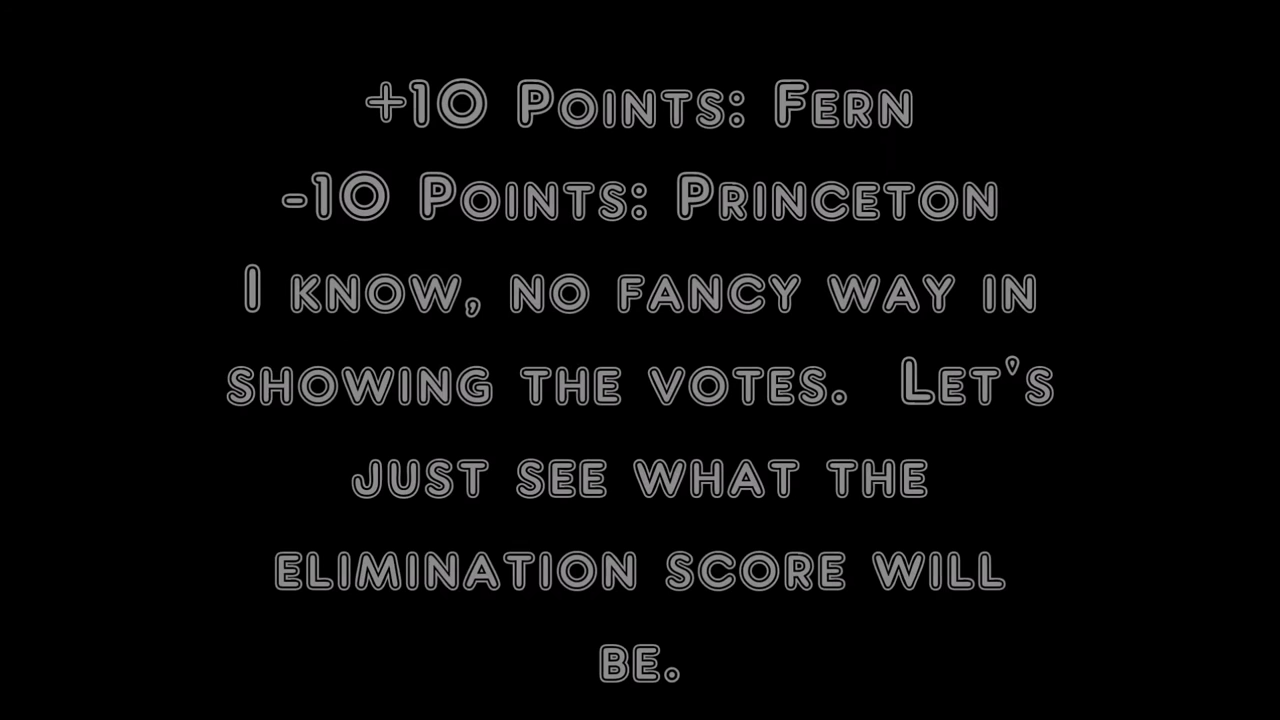 +10 Points: Fern
-10 Points: Princeton
I know, no fancy way in
showing the votes.  Let's
just see what the
elimination score will
be.